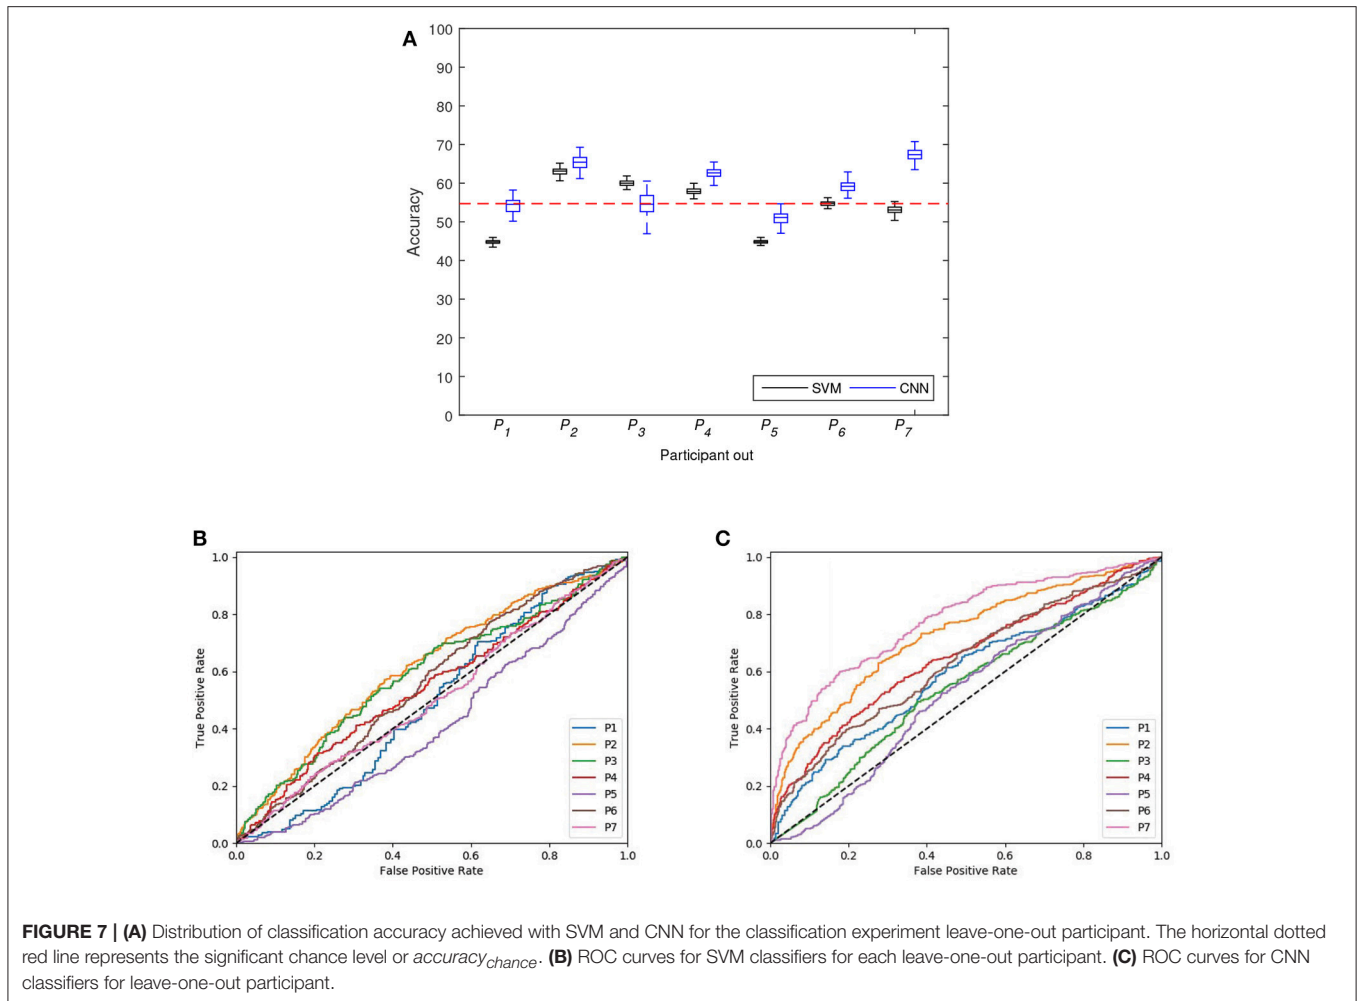 A
100
90
80
70
60
50
40
30
20
10
0
Accuracy
SVM CNN
P1 P2 P3 P4 P5 P6 P7
Participant out
B
1.0
0.8
0.6
0.4
0.2
0.0
True Positive Rate
P1
P2
P3
P4
P5
P6
P7
0.0 0.2 0.4 0.6 0.8 1.0
False Positive Rate
C
1.0
0.8
0.6
0.4
0.2
0.0
True Positive Rate
P1
P2
P3
P4
P5
P6
P7
0.0 0.2 0.4 0.6 0.8 1.0
False Positive Rate
FIGURE 7 | (A) Distribution of classification accuracy achieved with SVM and CNN for the classification experiment leave-one-out participant. The horizontal dotted
red line represents the significant chance level or accuracychance. (B) ROC curves for SVM classifiers for each leave-one-out participant. (C) ROC curves for CNN
classifiers for leave-one-out participant.